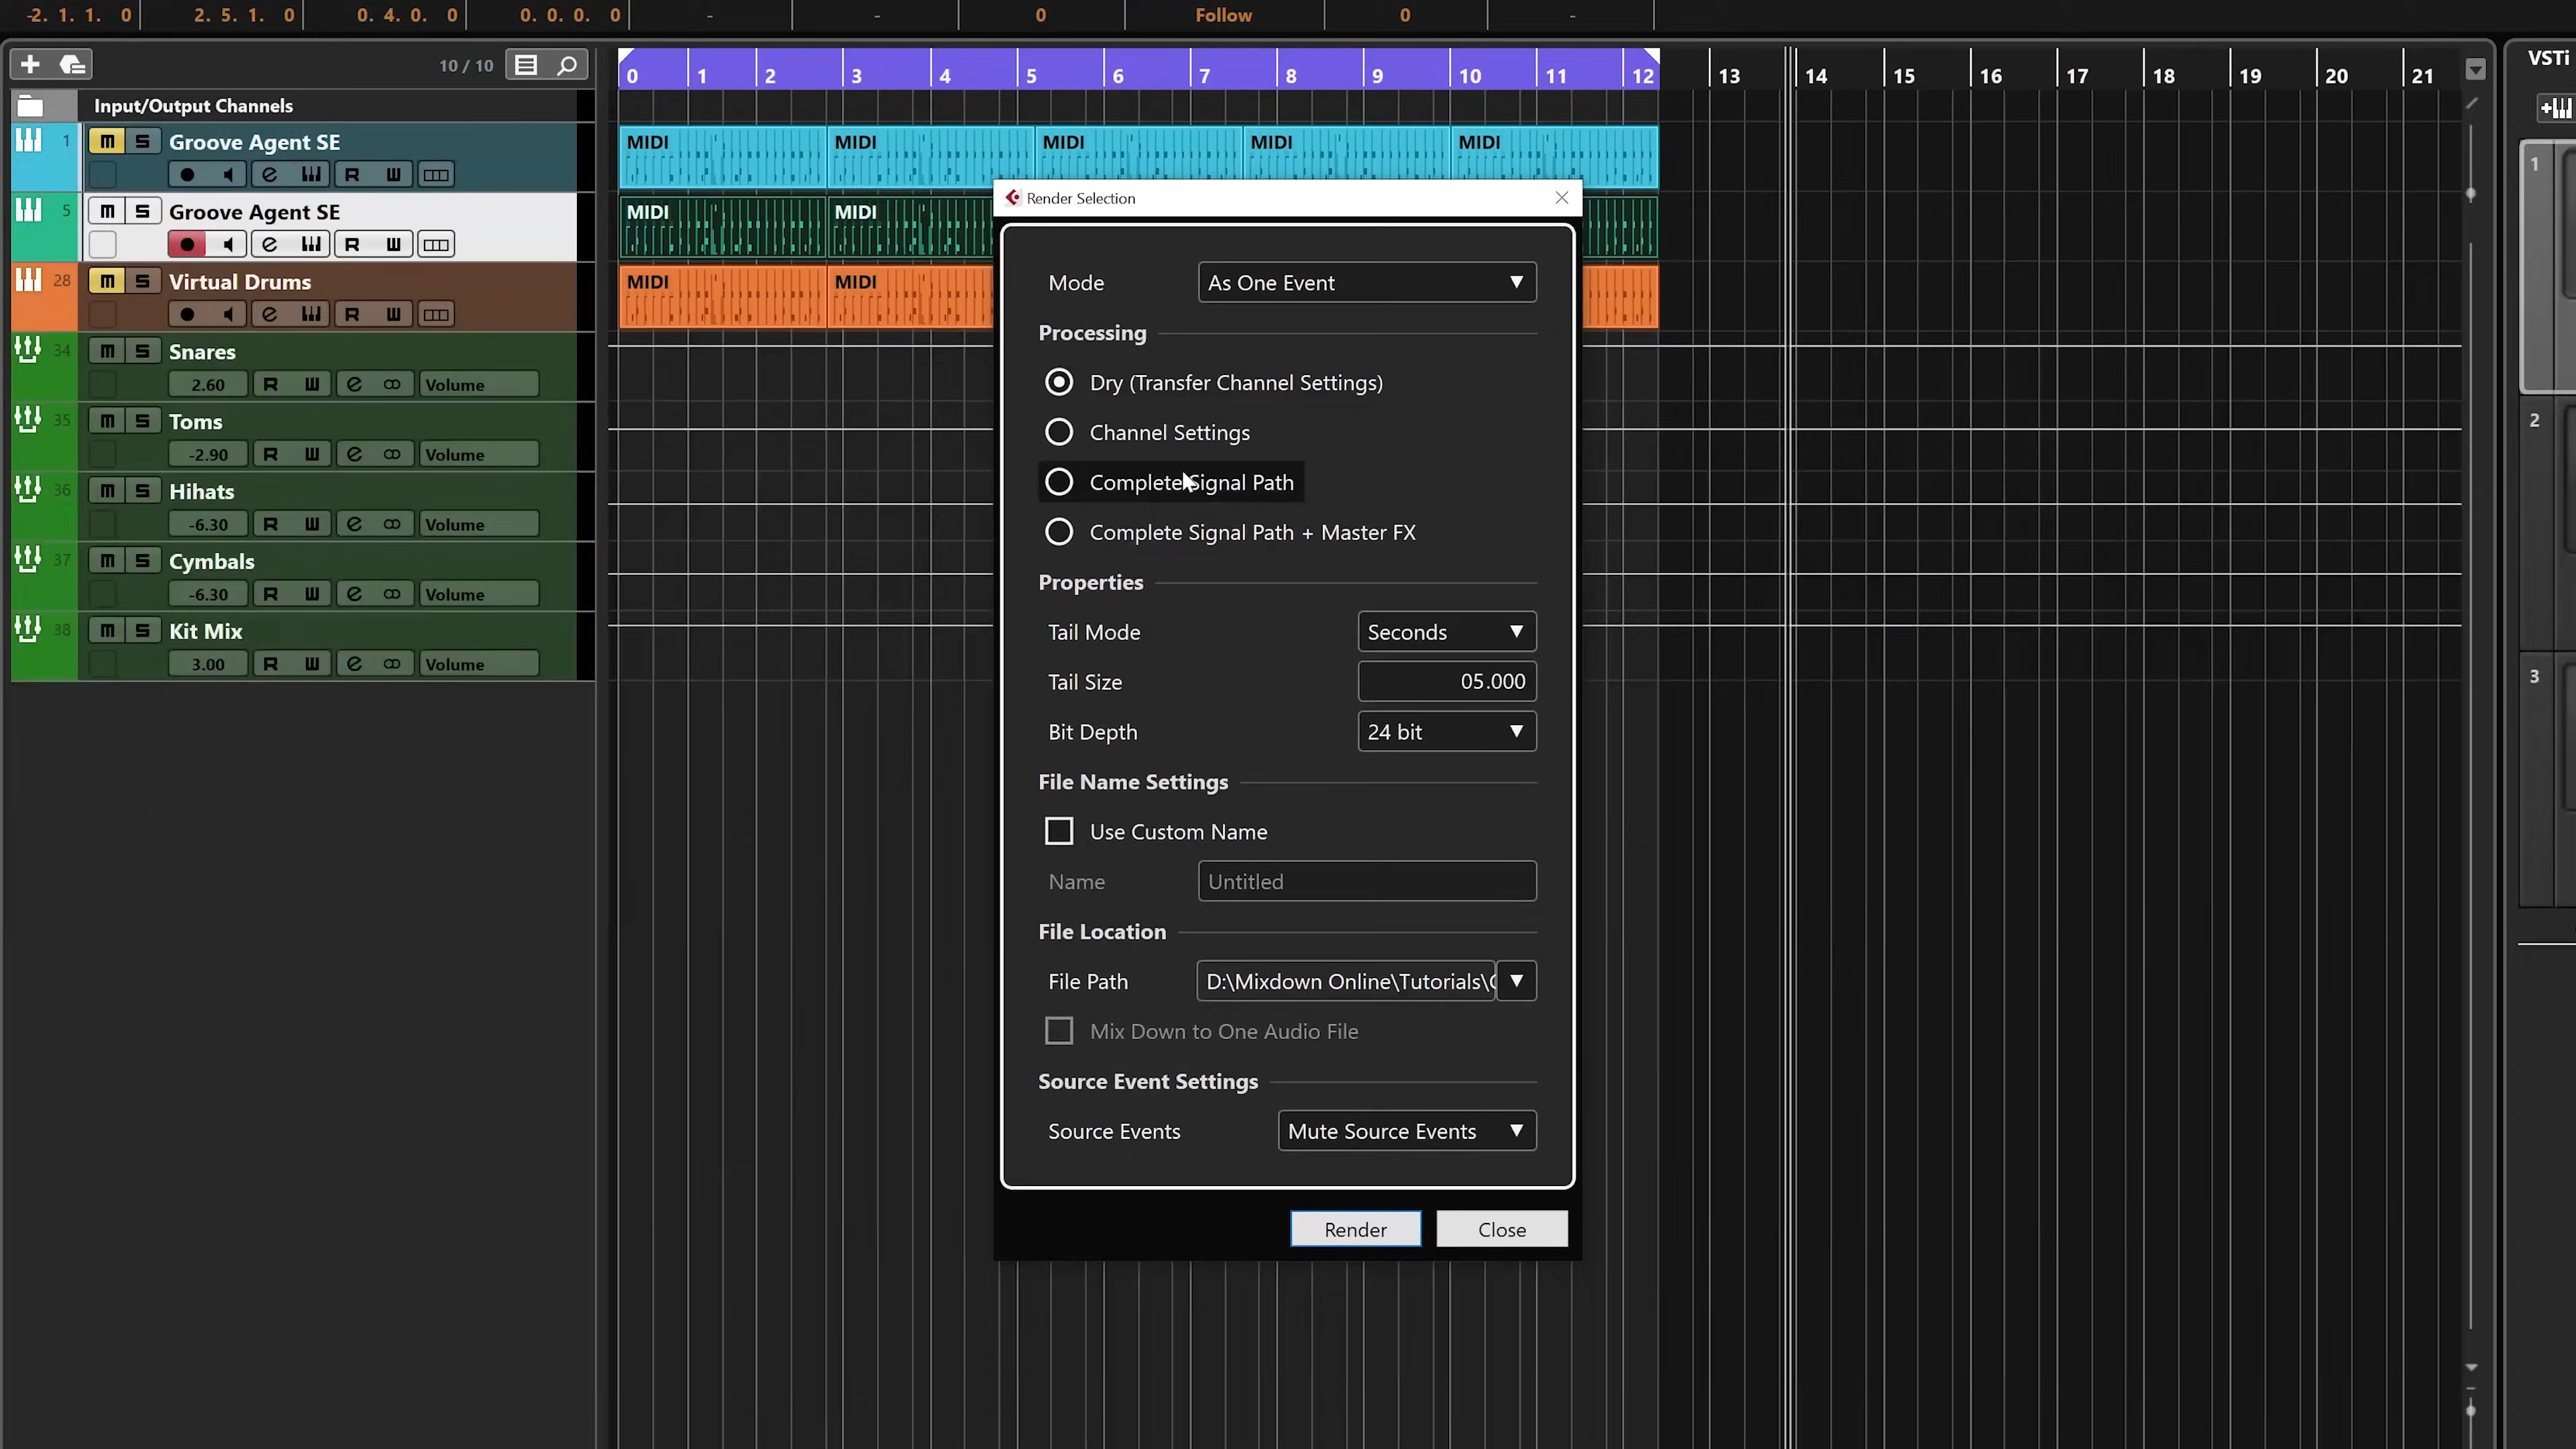 -2. 1. 1. 0 2. 5. 1. 0 0. 4. 0. 0 0. 0. 0. 0 - - 0 Follow 0 -
10 / 10
0 1 2 3 4 5 6 7 8 9 10 11 12 13 14 15 16 17 18 19 20 21
VSTi
Input/Output Channels
1 M S Groove Agent SE
R W
MIDI MIDI MIDI MIDI MIDI
1
5 M S Groove Agent SE
R W
MIDI MIDI
28 M S Virtual Drums
R W
MIDI MIDI
34 M S Snares
2.60 R W Volume
35 M S Toms
-2.90 R W Volume
36 M S Hihats
-6.30 R W Volume
37 M S Cymbals
-6.30 R W Volume
38 M S Kit Mix
3.00 R W Volume
Render Selection
Mode As One Event
Processing
Dry (Transfer Channel Settings)
Channel Settings
Complete Signal Path
Complete Signal Path + Master FX
Properties
Tail Mode Seconds
Tail Size 05.000
Bit Depth 24 bit
File Name Settings
Use Custom Name
Name Untitled
File Location
File Path D:\Mixdown Online\Tutorials\
Mix Down to One Audio File
Source Event Settings
Source Events Mute Source Events
Render Close
2
3